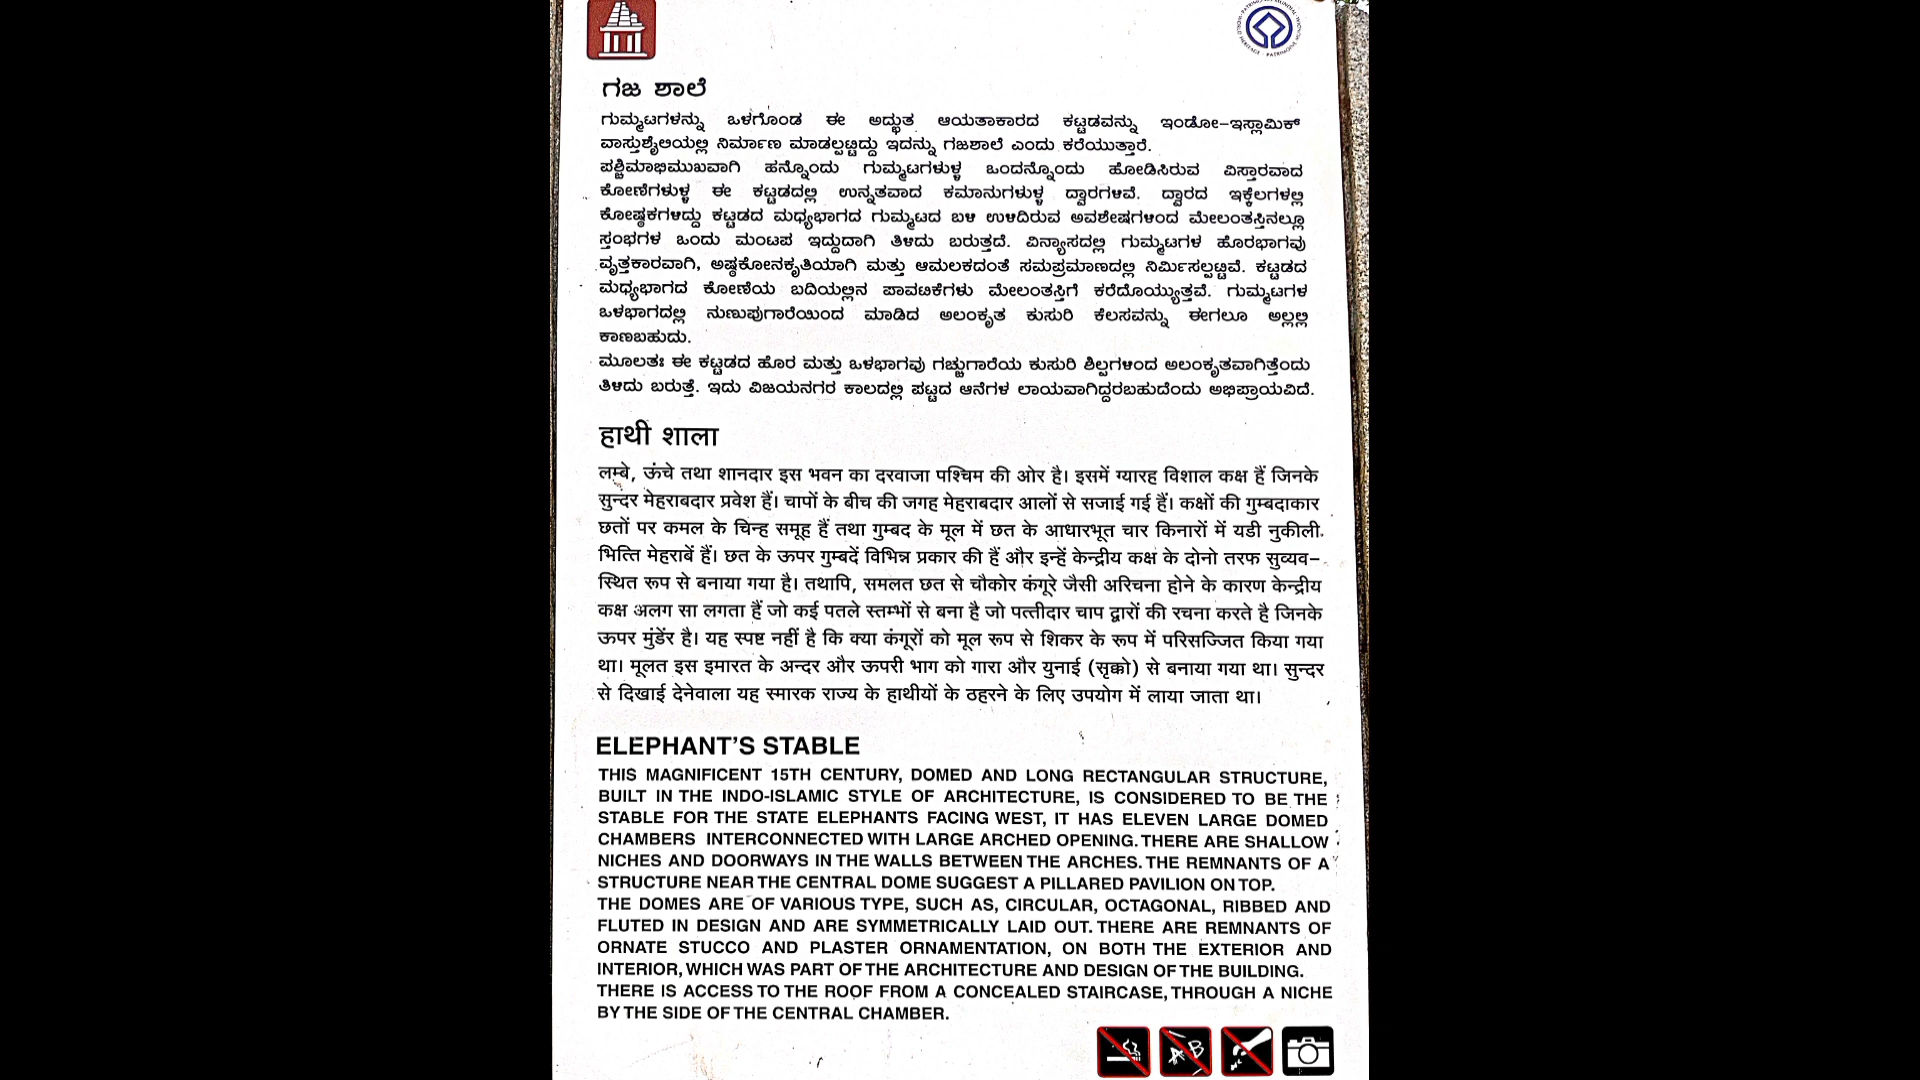 ಗಜ ಶಾಲೆ
ಗುಮ್ಮಟಗಳನ್ನು ಒಳಗೊಂಡ ಈ ಅದ್ಭುತ ಆಯತಾಕಾರದ ಕಟ್ಟಡವನ್ನು ಇಂಡೋ–ಇಸ್ಲಾಮಿಕ್
ವಾಸ್ತುಶೈಲಿಯಲ್ಲಿ ನಿರ್ಮಾಣ ಮಾಡಲ್ಪಟ್ಟಿದ್ದು ಇದನ್ನು ಗಜಶಾಲೆ ಎಂದು ಕರೆಯುತ್ತಾರೆ.
ಪಶ್ಚಿಮಾಭಿಮುಖವಾಗಿ ಹನ್ನೊಂದು ಗುಮ್ಮಟಗಳುಳ್ಳ ಒಂದನ್ನೊಂದು ಹೋಡಿಸಿರುವ ವಿಸ್ತಾರವಾದ
ಕೋಣೆಗಳುಳ್ಳ ಈ ಕಟ್ಟಡದಲ್ಲಿ ಉನ್ನತವಾದ ಕಮಾನುಗಳುಳ್ಳ ದ್ವಾರಗಳಿವೆ. ದ್ವಾರದ ಇಕ್ಕೆಲಗಳಲ್ಲಿ
ಕೋಷ್ಠಕಗಳಿದ್ದು ಕಟ್ಟಡದ ಮಧ್ಯಭಾಗದ ಗುಮ್ಮಟದ ಬಳಿ ಉಳಿದಿರುವ ಅವಶೇಷಗಳಿಂದ ಮೇಲಂತಸ್ತಿನಲ್ಲೂ
ಸ್ತಂಭಗಳ ಒಂದು ಮಂಟಪ ಇದ್ದುದಾಗಿ ತಿಳಿದು ಬರುತ್ತದೆ. ವಿನ್ಯಾಸದಲ್ಲಿ ಗುಮ್ಮಟಗಳ ಹೊರಭಾಗವು
ವೃತ್ತಕಾರವಾಗಿ, ಅಷ್ಠಕೋನಕೃತಿಯಾಗಿ ಮತ್ತು ಆಮಲಕದಂತೆ ಸಮಪ್ರಮಾಣದಲ್ಲಿ ನಿರ್ಮಿಸಲ್ಪಟ್ಟಿವೆ. ಕಟ್ಟಡದ
ಮಧ್ಯಭಾಗದ ಕೋಣೆಯ ಬದಿಯಲ್ಲಿನ ಪಾವಟಿಕೆಗಳು ಮೇಲಂತಸ್ತಿಗೆ ಕರೆದೊಯ್ಯುತ್ತವೆ. ಗುಮ್ಮಟಗಳ
ಒಳಭಾಗದಲ್ಲಿ ನುಣುಪುಗಾರೆಯಿಂದ ಮಾಡಿದ ಅಲಂಕೃತ ಕುಸುರಿ ಕೆಲಸವನ್ನು ಈಗಲೂ ಅಲ್ಲಲ್ಲಿ
ಕಾಣಬಹುದು.
ಮೂಲತಃ ಈ ಕಟ್ಟಡದ ಹೊರ ಮತ್ತು ಒಳಭಾಗವು ಗಚ್ಚುಗಾರೆಯ ಕುಸುರಿ ಶಿಲ್ಪಗಳಿಂದ ಅಲಂಕೃತವಾಗಿತ್ತೆಂದು
ತಿಳಿದು ಬರುತ್ತೆ. ಇದು ವಿಜಯನಗರ ಕಾಲದಲ್ಲಿ ಪಟ್ಟದ ಆನೆಗಳ ಲಾಯವಾಗಿದ್ದರಬಹುದೆಂದು ಅಭಿಪ್ರಾಯವಿದೆ.
हाथी शाला
लम्बे, ऊंचे तथा शानदार इस भवन का दरवाजा पश्चिम की ओर है। इसमें ग्यारह विशाल कक्ष हैं जिनके
सुन्दर मेहराबदार प्रवेश हैं। चापों के बीच की जगह मेहराबदार आलों से सजाई गई हैं। कक्षों की गुम्बदाकार
छतों पर कमल के चिन्ह समूह हैं तथा गुम्बद के मूल में छत के आधारभूत चार किनारों में यडी नुकीली
भित्ति मेहराबें हैं। छत के ऊपर गुम्बदें विभिन्न प्रकार की हैं और इन्हें केन्द्रीय कक्ष के दोनो तरफ सुव्यव–
स्थित रूप से बनाया गया है। तथापि, समलत छत से चौकोर कंगूरे जैसी अरिचना होने के कारण केन्द्रीय
कक्ष अलग सा लगता हैं जो कई पतले स्तम्भों से बना है जो पत्तीदार चाप द्वारों की रचना करते है जिनके
ऊपर मुंडेंर है। यह स्पष्ट नहीं है कि क्या कंगूरों को मूल रूप से शिकर के रूप में परिसज्जित किया गया
था। मूलत इस इमारत के अन्दर और ऊपरी भाग को गारा और युनाई (सृक्को) से बनाया गया था। सुन्दर
से दिखाई देनेवाला यह स्मारक राज्य के हाथीयों के ठहरने के लिए उपयोग में लाया जाता था।
ELEPHANT'S STABLE
THIS MAGNIFICENT 15TH CENTURY, DOMED AND LONG RECTANGULAR STRUCTURE,
BUILT IN THE INDO-ISLAMIC STYLE OF ARCHITECTURE, IS CONSIDERED TO BE THE
STABLE FOR THE STATE ELEPHANTS FACING WEST, IT HAS ELEVEN LARGE DOMED
CHAMBERS INTERCONNECTED WITH LARGE ARCHED OPENING. THERE ARE SHALLOW
NICHES AND DOORWAYS IN THE WALLS BETWEEN THE ARCHES. THE REMNANTS OF A
STRUCTURE NEAR THE CENTRAL DOME SUGGEST A PILLARED PAVILION ON TOP.
THE DOMES ARE OF VARIOUS TYPE, SUCH AS, CIRCULAR, OCTAGONAL, RIBBED AND
FLUTED IN DESIGN AND ARE SYMMETRICALLY LAID OUT. THERE ARE REMNANTS OF
ORNATE STUCCO AND PLASTER ORNAMENTATION, ON BOTH THE EXTERIOR AND
INTERIOR, WHICH WAS PART OF THE ARCHITECTURE AND DESIGN OF THE BUILDING.
THERE IS ACCESS TO THE ROOF FROM A CONCEALED STAIRCASE, THROUGH A NICHE
BY THE SIDE OF THE CENTRAL CHAMBER.